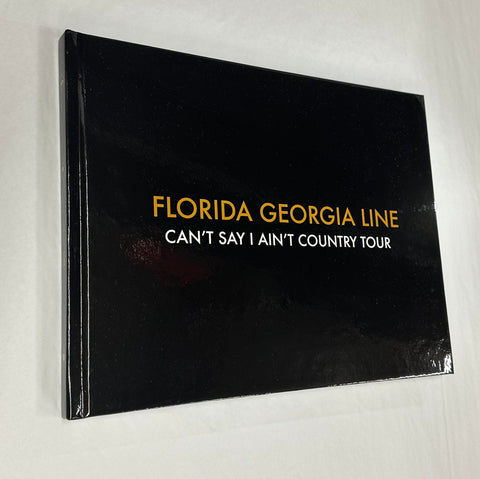 FLORIDA GEORGIA LINE
CAN'T SAY I AIN'T COUNTRY TOUR